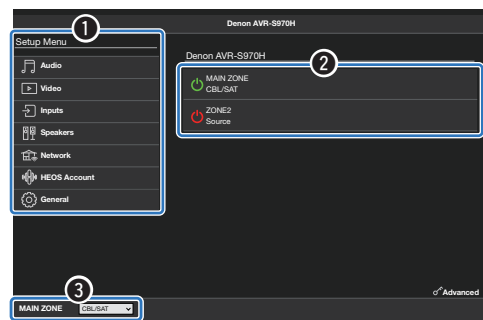 Denon AVR-S970H
1
Setup Menu
Audio
Video
Inputs
Speakers
Network
HEOS Account
General
Denon AVR-S970H
2
MAIN ZONE
CBL/SAT
ZONE2
Source
Advanced
3
MAIN ZONE CBL/SAT